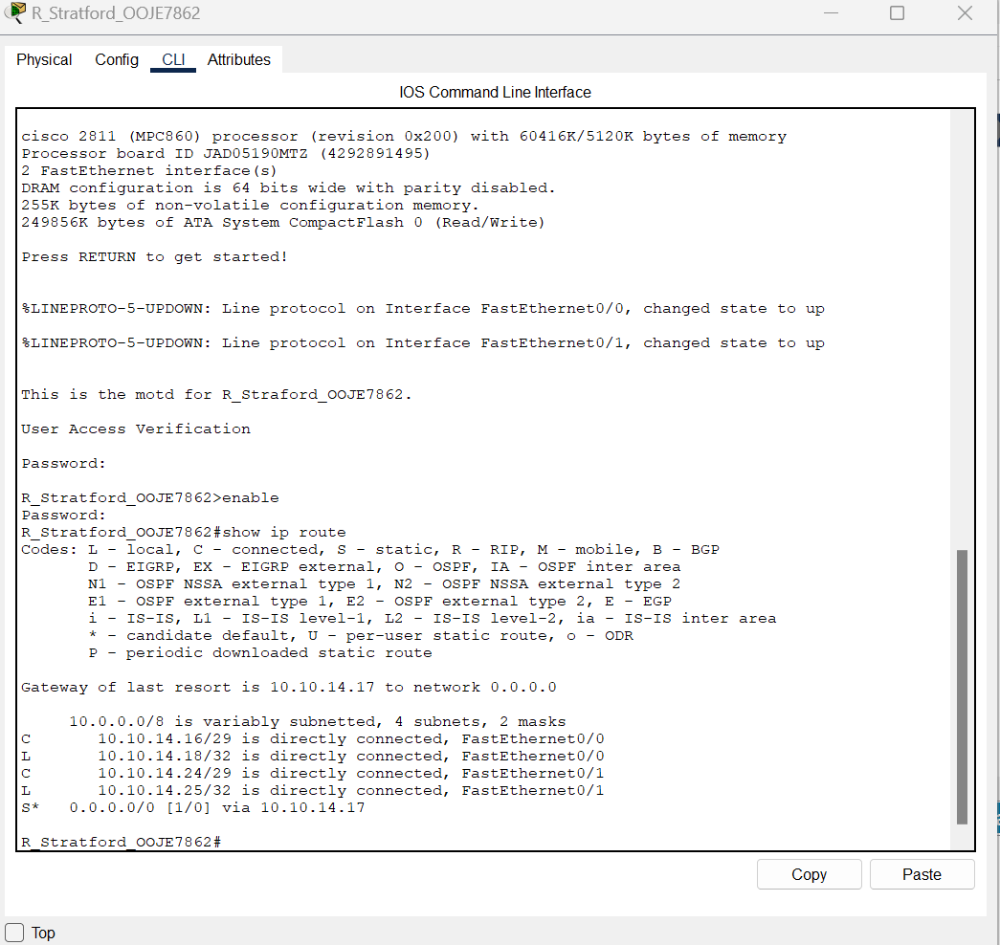 R_Stratford_OOJE7862
Physical Config CLI Attributes
IOS Command Line Interface
cisco 2811 (MPC860) processor (revision 0x200) with 60416K/5120K bytes of memory
Processor board ID JAD05190MTZ (4292891495)
2 FastEthernet interface(s)
DRAM configuration is 64 bits wide with parity disabled.
255K bytes of non-volatile configuration memory.
249856K bytes of ATA System CompactFlash 0 (Read/Write)
Press RETURN to get started!
%LINEPROTO-5-UPDOWN: Line protocol on Interface FastEthernet0/0, changed state to up
%LINEPROTO-5-UPDOWN: Line protocol on Interface FastEthernet0/1, changed state to up
This is the motd for R_Straford_OOJE7862.
User Access Verification
Password:
R_Stratford_OOJE7862>enable
Password:
R_Stratford_OOJE7862#show ip route
Codes: L - local, C - connected, S - static, R - RIP, M - mobile, B - BGP
D - EIGRP, EX - EIGRP external, O - OSPF, IA - OSPF inter area
N1 - OSPF NSSA external type 1, N2 - OSPF NSSA external type 2
E1 - OSPF external type 1, E2 - OSPF external type 2, E - EGP
i - IS-IS, L1 - IS-IS level-1, L2 - IS-IS level-2, ia - IS-IS inter area
* - candidate default, U - per-user static route, o - ODR
P - periodic downloaded static route
Gateway of last resort is 10.10.14.17 to network 0.0.0.0
10.0.0.0/8 is variably subnetted, 4 subnets, 2 masks
C 10.10.14.16/29 is directly connected, FastEthernet0/0
L 10.10.14.18/32 is directly connected, FastEthernet0/0
C 10.10.14.24/29 is directly connected, FastEthernet0/1
L 10.10.14.25/32 is directly connected, FastEthernet0/1
S* 0.0.0.0/0 [1/0] via 10.10.14.17
R_Stratford_OOJE7862#
Copy Paste
Top